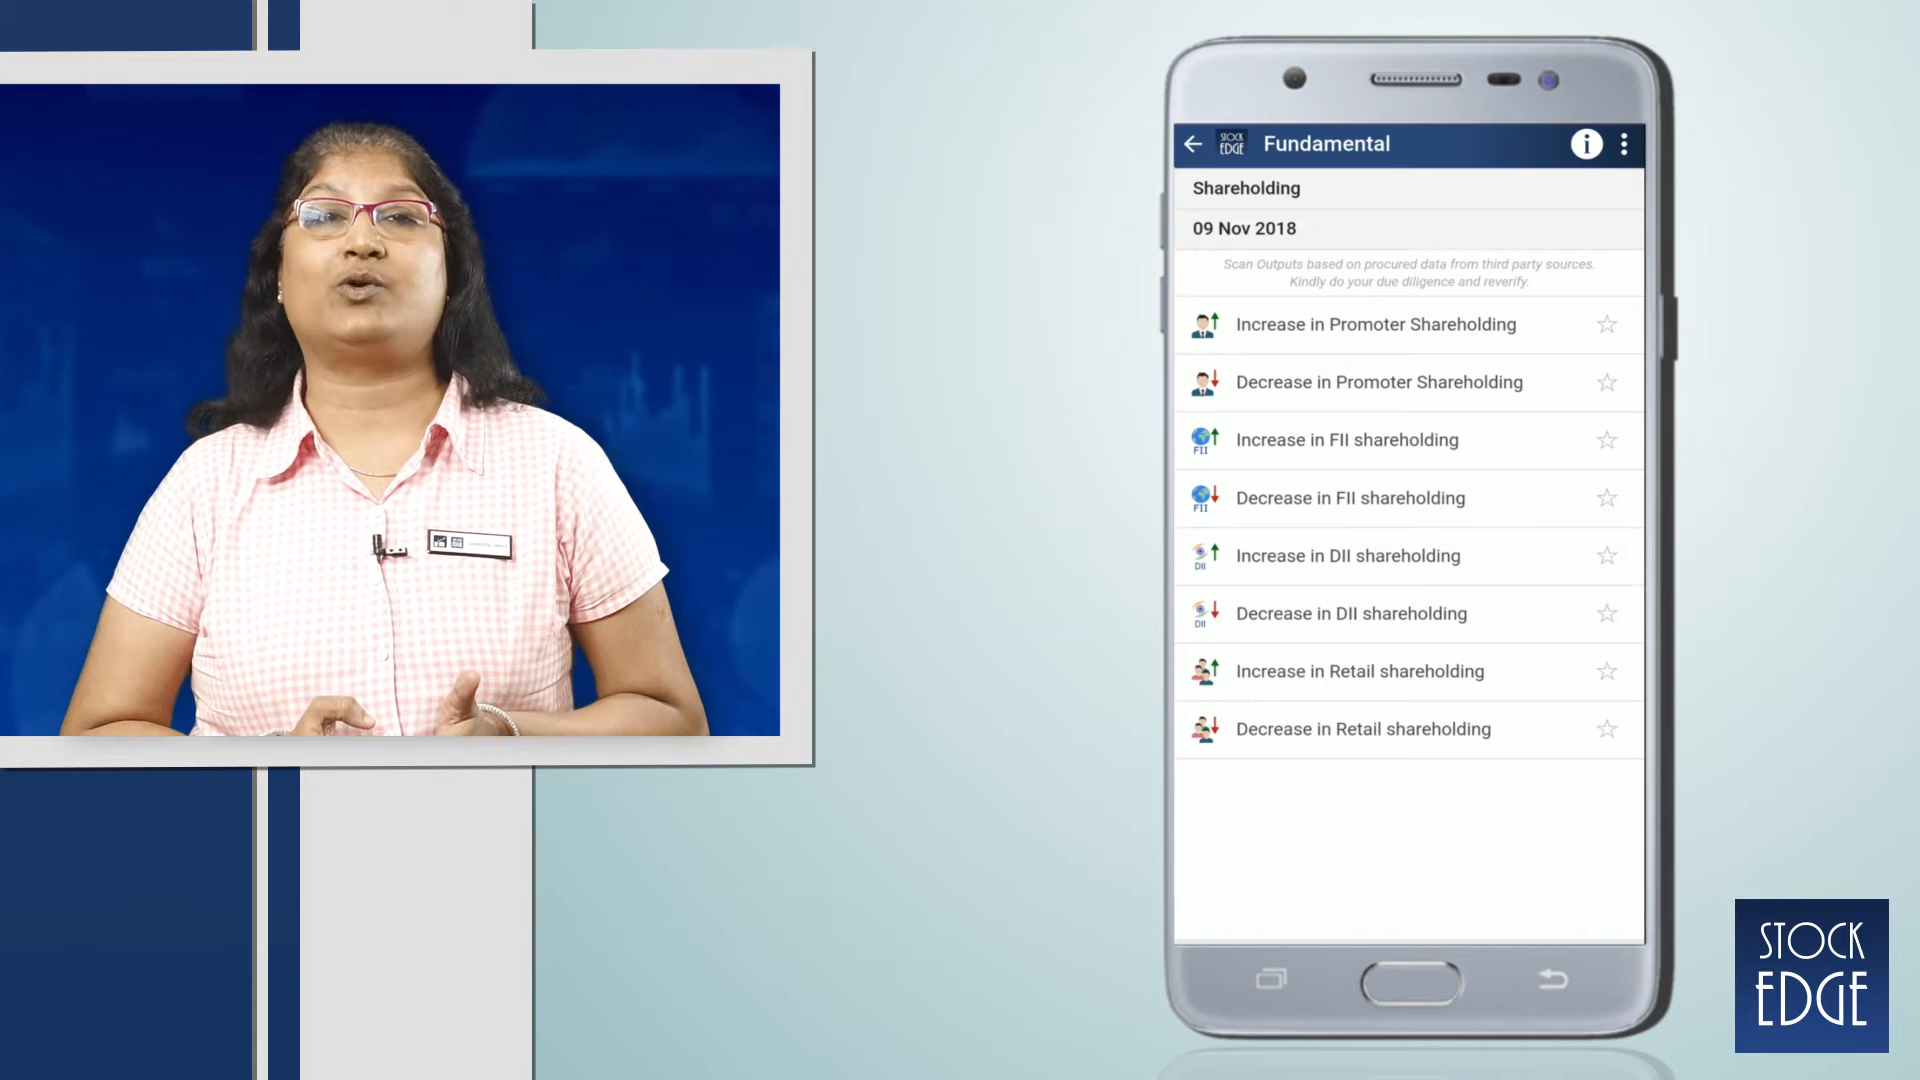 STOCK
EDGE
Fundamental
Shareholding
09 Nov 2018
Scan Outputs based on procured data from third party sources.
Kindly do your due diligence and reverify.
Increase in Promoter Shareholding
Decrease in Promoter Shareholding
FII
Increase in FII shareholding
FII
Decrease in FII shareholding
DII
Increase in DII shareholding
DII
Decrease in DII shareholding
Increase in Retail shareholding
Decrease in Retail shareholding
STOCK
EDGE